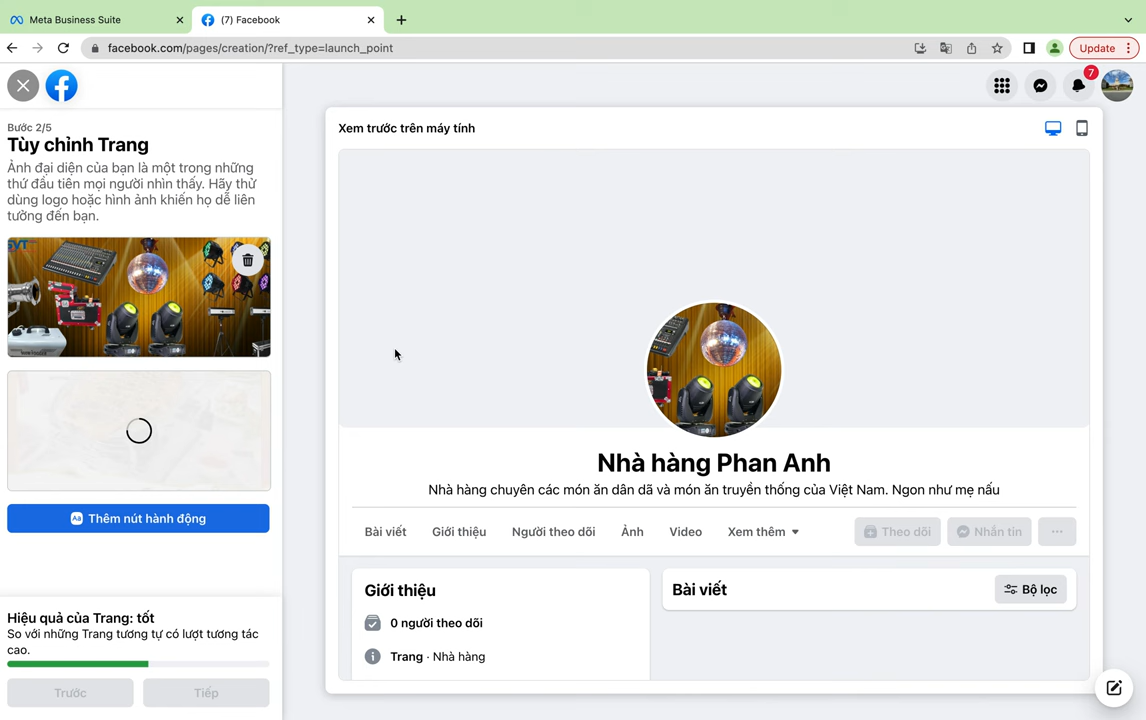 Meta Business Suite
(7) Facebook
facebook.com/pages/creation/?ref_type=launch_point
Update
7
Bước 2/5
Tùy chỉnh Trang
Ảnh đại diện của bạn là một trong những
thứ đầu tiên mọi người nhìn thấy. Hãy thử
dùng logo hoặc hình ảnh khiến họ dễ liên
tưởng đến bạn.
Thêm nút hành động
Hiệu quả của Trang: tốt
So với những Trang tương tự có lượt tương tác
cao.
Trước
Tiếp
Xem trước trên máy tính
Nhà hàng Phan Anh
Nhà hàng chuyên các món ăn dân dã và món ăn truyền thống của Việt Nam. Ngon như mẹ nấu
Bài viết
Giới thiệu
Người theo dõi
Ảnh
Video
Xem thêm
Theo dõi
Nhắn tin
Giới thiệu
0 người theo dõi
Trang · Nhà hàng
Bài viết
Bộ lọc